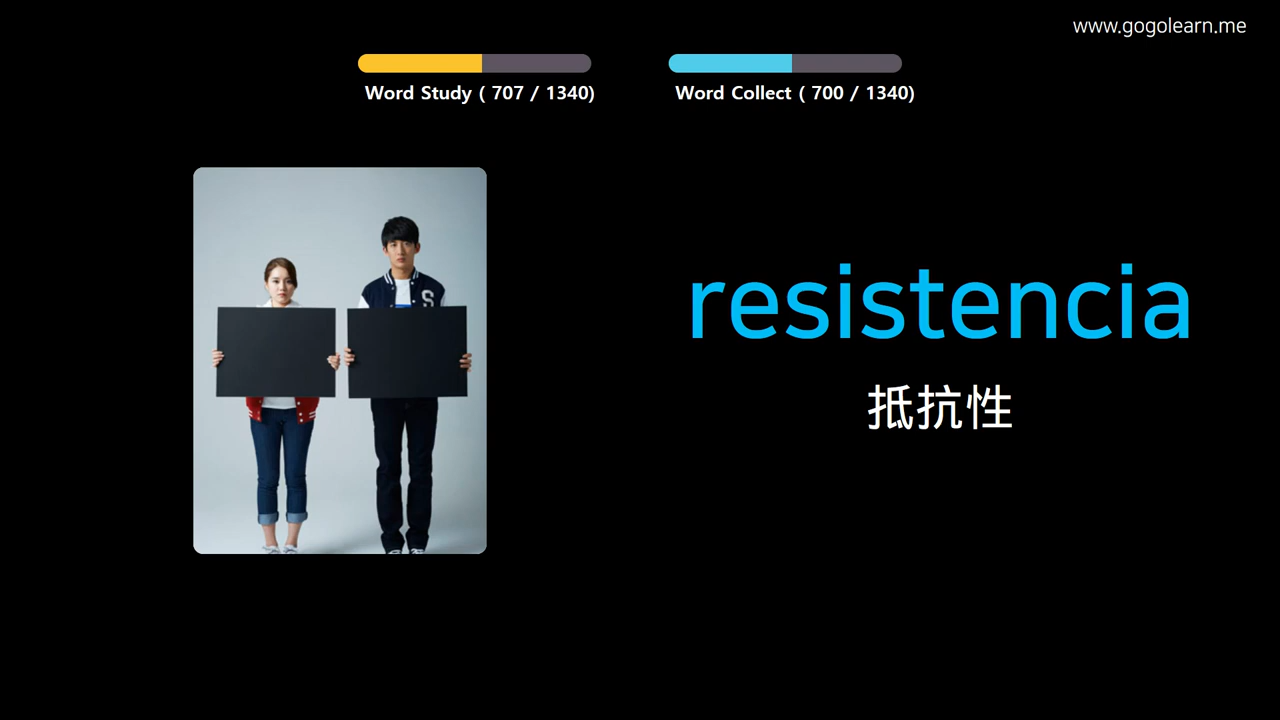 www.gogolearn.me
Word Study ( 707 / 1340)
Word Collect ( 700 / 1340)
S
resistencia
抵抗性